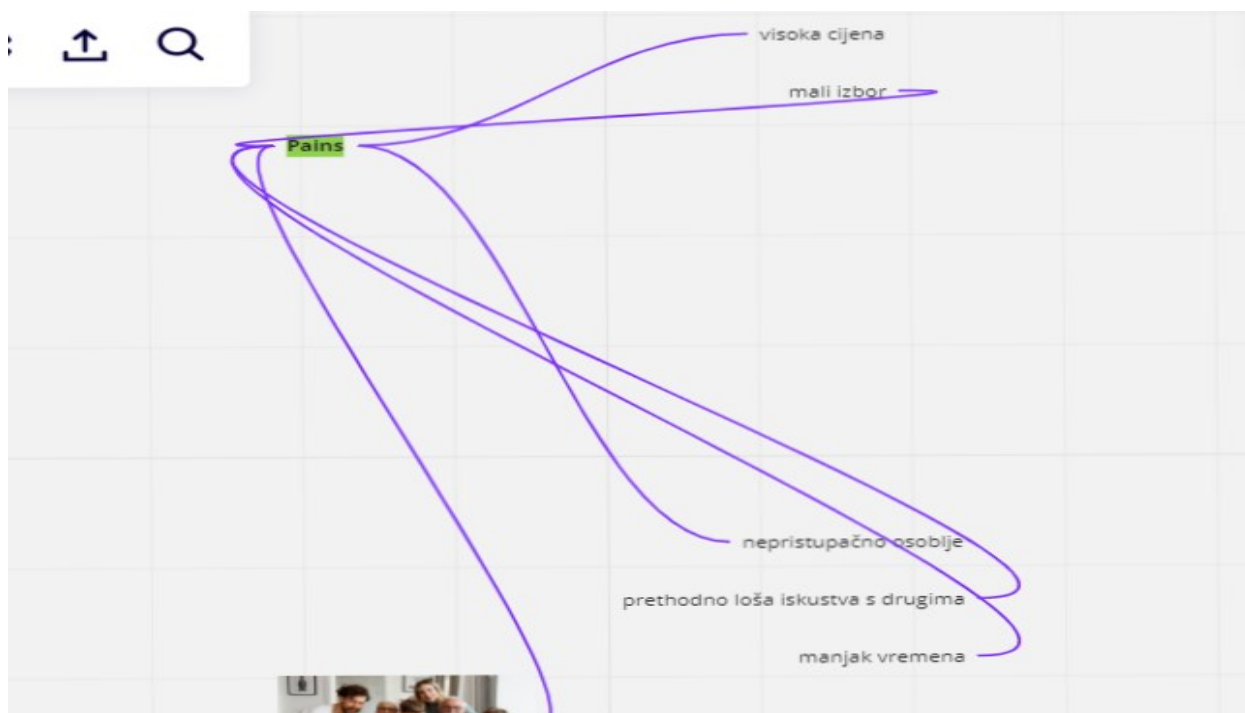 visoka cijena
mali izbor
Pains
nepristupačno osoblje
prethodno loša iskustva s drugima
manjak vremena